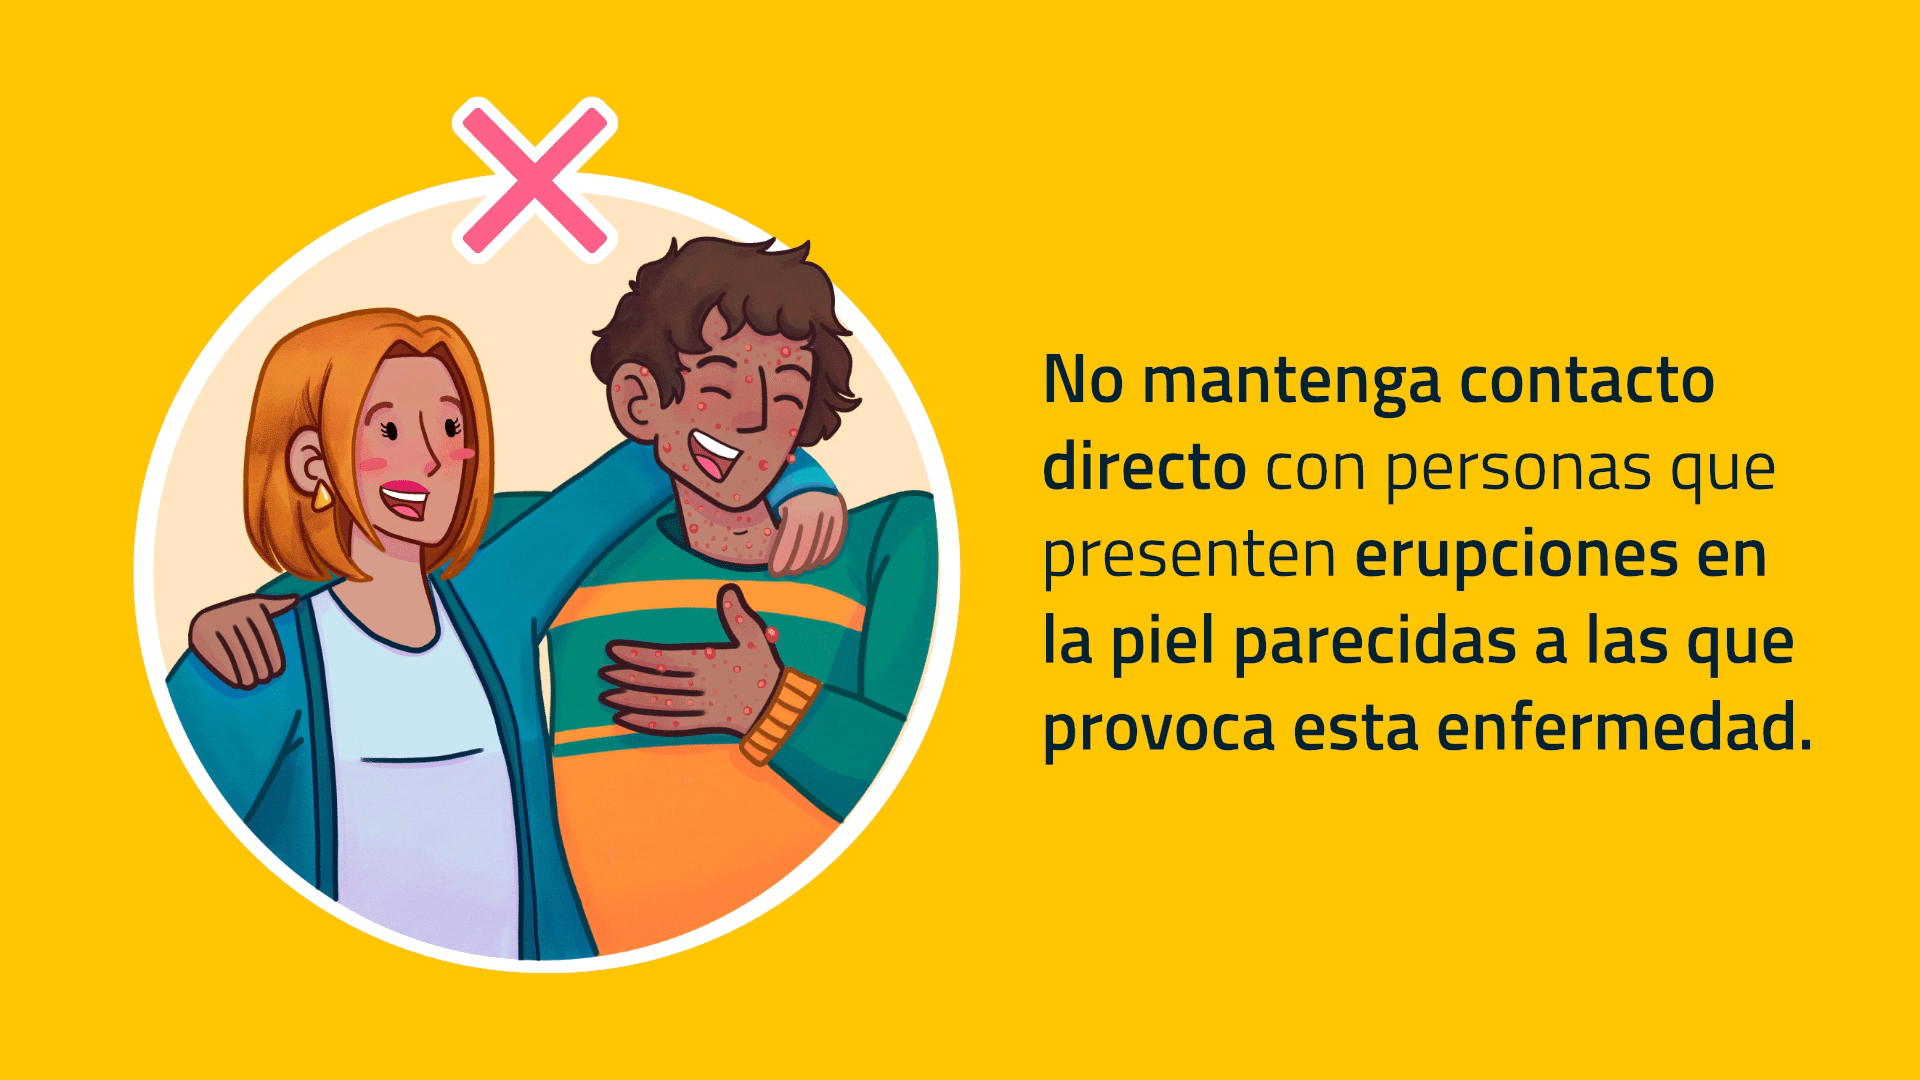 No mantenga contacto
directo con personas que
presenten erupciones en
la piel parecidas a las que
provoca esta enfermedad.